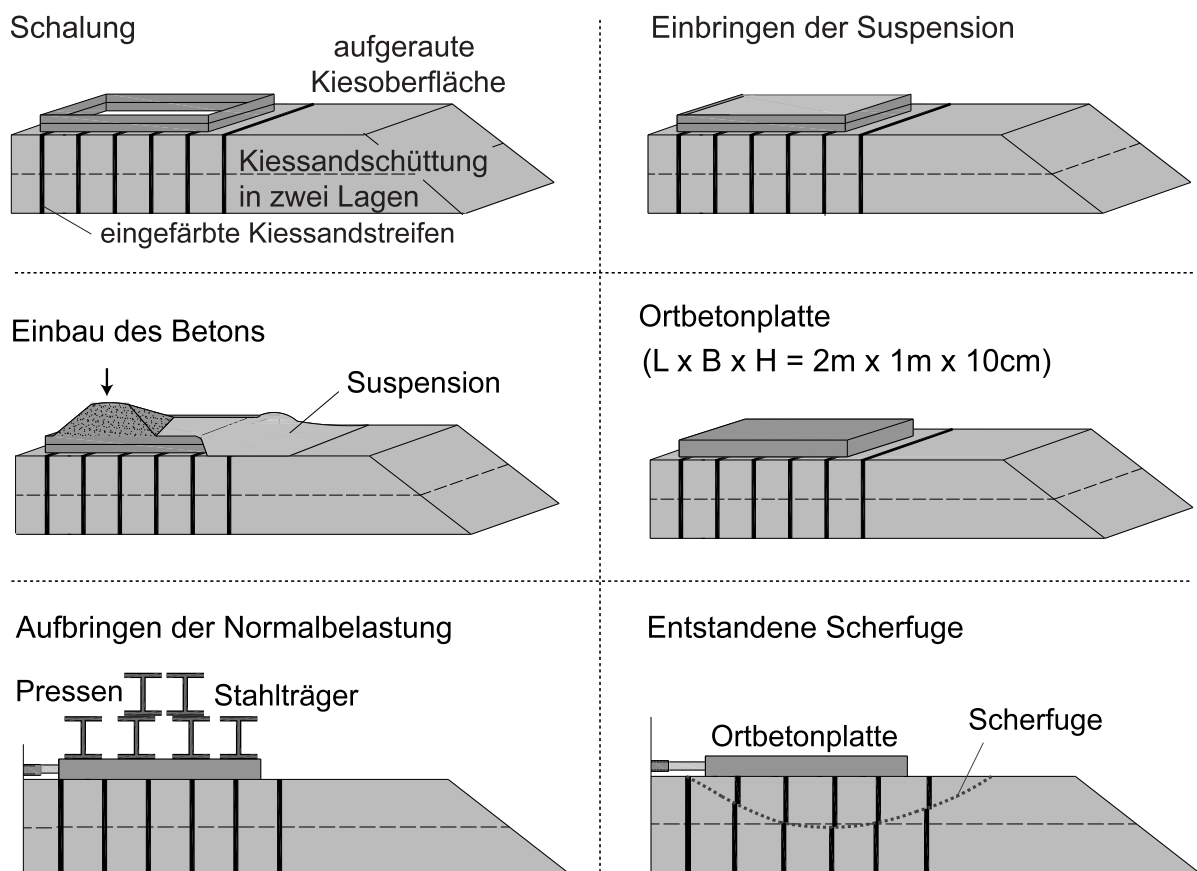 Schalung
aufgeraute
Kiesoberfläche
Kiessandschüttung
in zwei Lagen
eingefärbte Kiessandstreifen
Einbringen der Suspension
Einbau des Betons
Suspension
Ortbetonplatte
(L x B x H = 2m x 1m x 10cm)
Aufbringen der Normalbelastung
Pressen
Stahlträger
Entstandene Scherfuge
Ortbetonplatte
Scherfuge